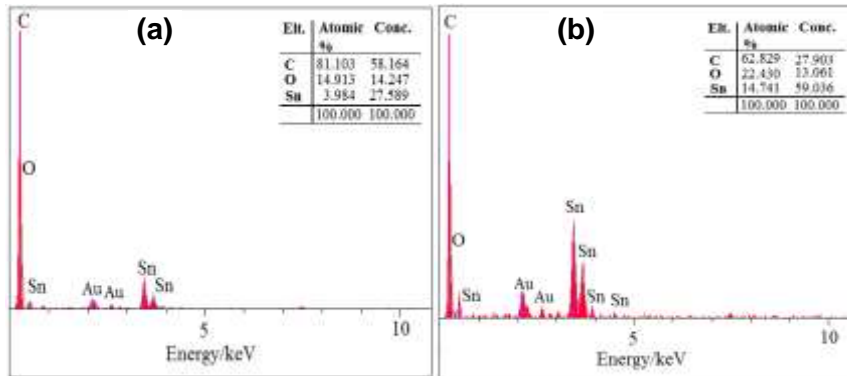 (a)
C
O
Sn
Au
Au
Sn
Sn
5
10
Energy/keV
Elt. Atomic Conc.
%
C 81.103 58.164
O 14.913 14.247
Sn 3.984 27.589
100.000 100.000
(b)
C
O
Sn
Au
Au
Sn
Sn
Sn
Sn
5
10
Energy/keV
Elt. Atomic Conc.
%
C 62.829 27.903
O 22.430 13.061
Sn 14.741 59.036
100.000 100.000